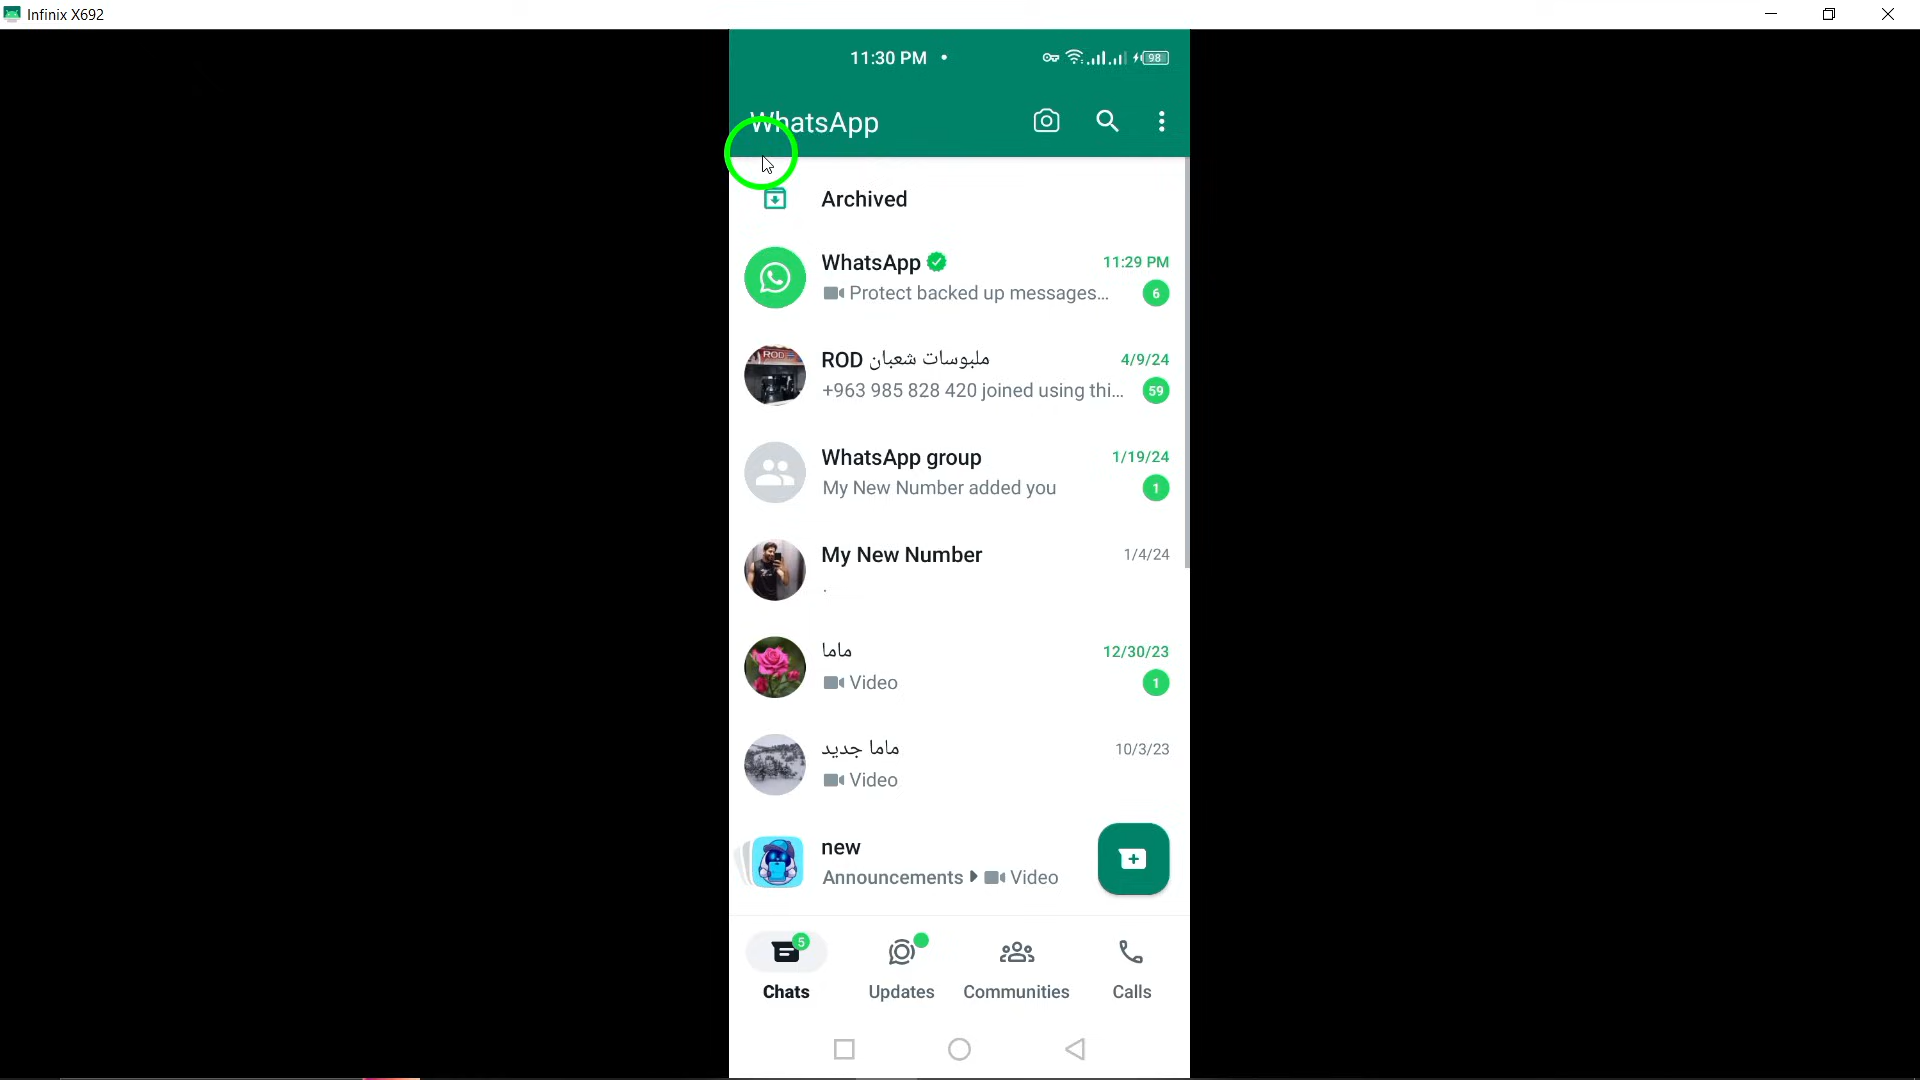 Infinix X692
11:30 PM
98
WhatsApp
Archived
WhatsApp
11:29 PM
Protect backed up messages...
6
ROD ملبوسات شعبان
4/9/24
+963 985 828 420 joined using thi...
59
WhatsApp group
1/19/24
My New Number added you
1
My New Number
1/4/24
.
ماما
12/30/23
Video
1
ماما جديد
10/3/23
Video
new
Announcements Video
5
Chats
Updates
Communities
Calls